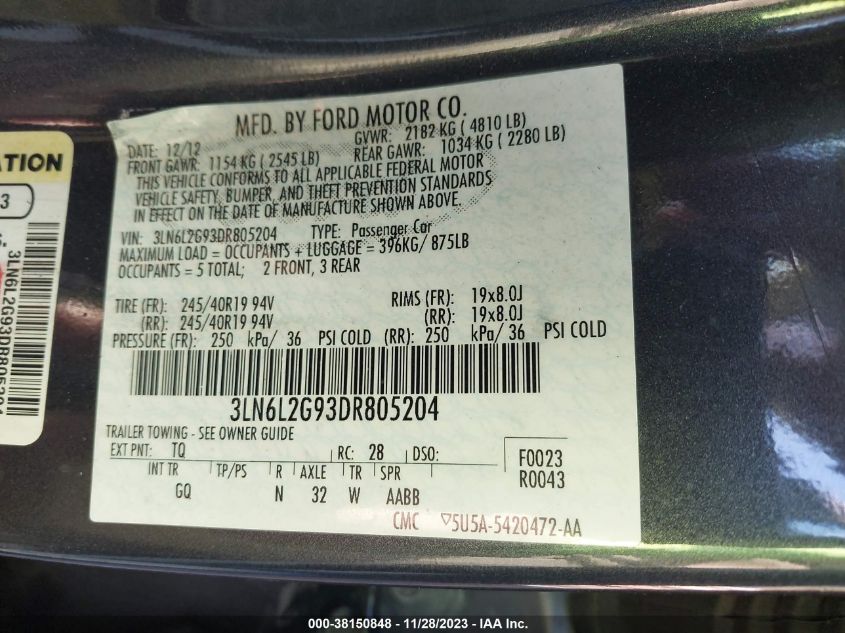 MFD. BY FORD MOTOR CO.
DATE: 12/12 GVWR: 2182 KG ( 4810 LB)
FRONT GAWR: 1154 KG ( 2545 LB) REAR GAWR: 1034 KG ( 2280 LB)
THIS VEHICLE CONFORMS TO ALL APPLICABLE FEDERAL MOTOR
VEHICLE SAFETY, BUMPER, AND THEFT PREVENTION STANDARDS
IN EFFECT ON THE DATE OF MANUFACTURE SHOWN ABOVE.
VIN: 3LN6L2G93DR805204 TYPE: Passenger Car
MAXIMUM LOAD = OCCUPANTS + LUGGAGE = 396KG/ 875LB
OCCUPANTS = 5 TOTAL; 2 FRONT, 3 REAR
TIRE (FR): 245/40R19 94V RIMS (FR): 19x8.0J
(RR): 245/40R19 94V (RR): 19x8.0J
PRESSURE (FR): 250 kPa/ 36 PSI COLD (RR): 250 kPa/ 36 PSI COLD
3LN6L2G93DR805204
TRAILER TOWING - SEE OWNER GUIDE
EXT PNT: TQ RC: 28 DSO:
INT TR TP/PS R AXLE TR SPR
GQ N 32 W AABB
F0023
R0043
CMC 5U5A-5420472-AA
ATION
3
3LN6L2G93DR805204
000-38150848 - 11/28/2023 - IAA Inc.